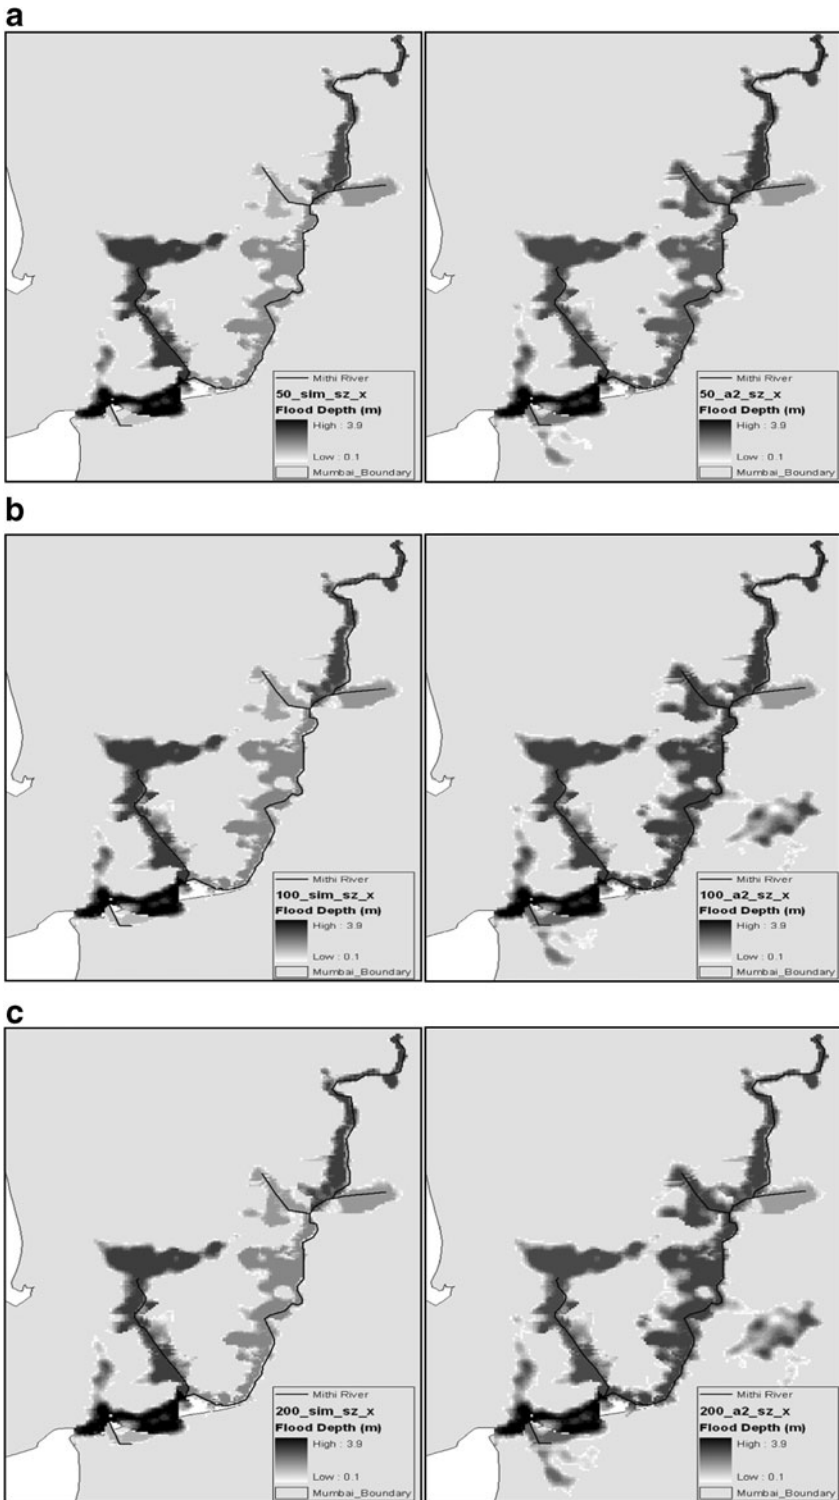 a
Mithi River
50_sim_sz_x
Flood Depth (m)
High : 3.9
Low : 0.1
Mumbai_Boundary
Mithi River
50_a2_sz_x
Flood Depth (m)
High : 3.9
Low : 0.1
Mumbai_Boundary
b
Mithi River
100_sim_sz_x
Flood Depth (m)
High : 3.9
Low : 0.1
Mumbai_Boundary
Mithi River
100_a2_sz_x
Flood Depth (m)
High : 3.9
Low : 0.1
Mumbai_Boundary
c
Mithi River
200_sim_sz_x
Flood Depth (m)
High : 3.9
Low : 0.1
Mumbai_Boundary
Mithi River
200_a2_sz_x
Flood Depth (m)
High : 3.9
Low : 0.1
Mumbai_Boundary